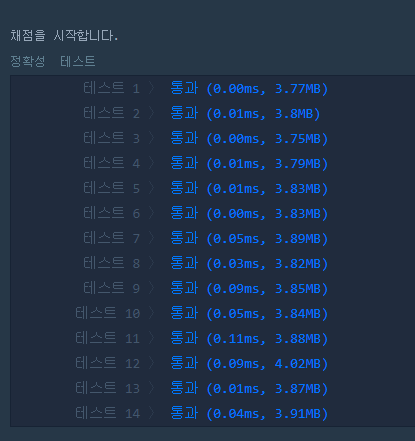 채점을 시작합니다.
정확성 테스트
테스트 1 〉 통과 (0.00ms, 3.77MB)
테스트 2 〉 통과 (0.01ms, 3.8MB)
테스트 3 〉 통과 (0.00ms, 3.75MB)
테스트 4 〉 통과 (0.01ms, 3.79MB)
테스트 5 〉 통과 (0.01ms, 3.83MB)
테스트 6 〉 통과 (0.00ms, 3.83MB)
테스트 7 〉 통과 (0.05ms, 3.89MB)
테스트 8 〉 통과 (0.03ms, 3.82MB)
테스트 9 〉 통과 (0.09ms, 3.85MB)
테스트 10 〉 통과 (0.05ms, 3.84MB)
테스트 11 〉 통과 (0.11ms, 3.88MB)
테스트 12 〉 통과 (0.09ms, 4.02MB)
테스트 13 〉 통과 (0.01ms, 3.87MB)
테스트 14 〉 통과 (0.04ms, 3.91MB)